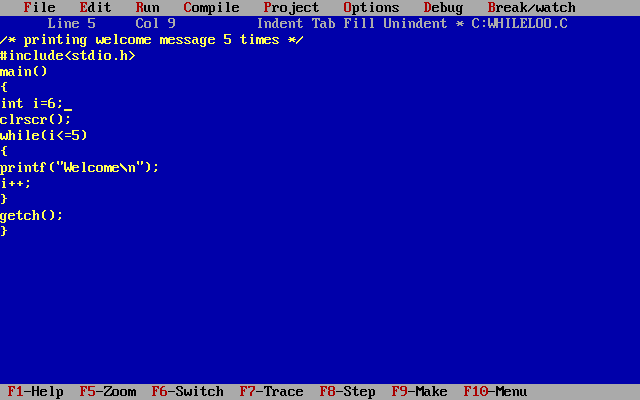 File Edit Run Compile Project Options Debug Break/watch
Line 5 Col 9 Indent Tab Fill Unindent * C:WHILELOO.C
/* printing welcome message 5 times */
#include<stdio.h>
main()
{
int i=6;_
clrscr();
while(i<=5)
{
printf("Welcome\n");
i++;
}
getch();
}
F1-Help F5-Zoom F6-Switch F7-Trace F8-Step F9-Make F10-Menu